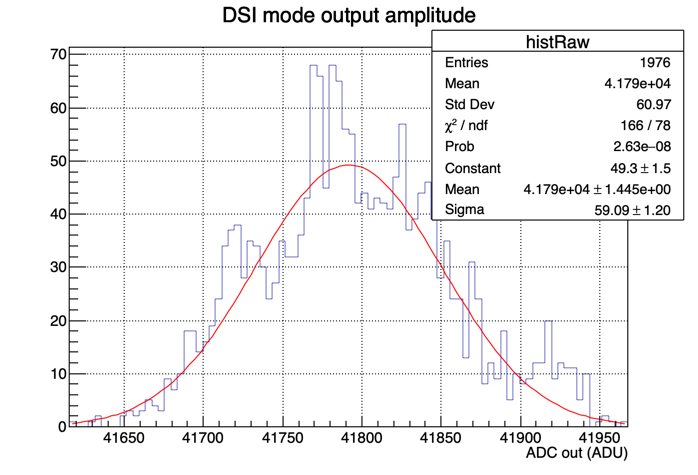 DSI mode output amplitude
histRaw
Entries 1976
Mean 4.179e+04
Std Dev 60.97
χ² / ndf 166 / 78
Prob 2.63e–08
Constant 49.3 ± 1.5
Mean 4.179e+04 ± 1.445e+00
Sigma 59.09 ± 1.20
70
60
50
40
30
20
10
0
41650 41700 41750 41800 41850 41900 41950
ADC out (ADU)